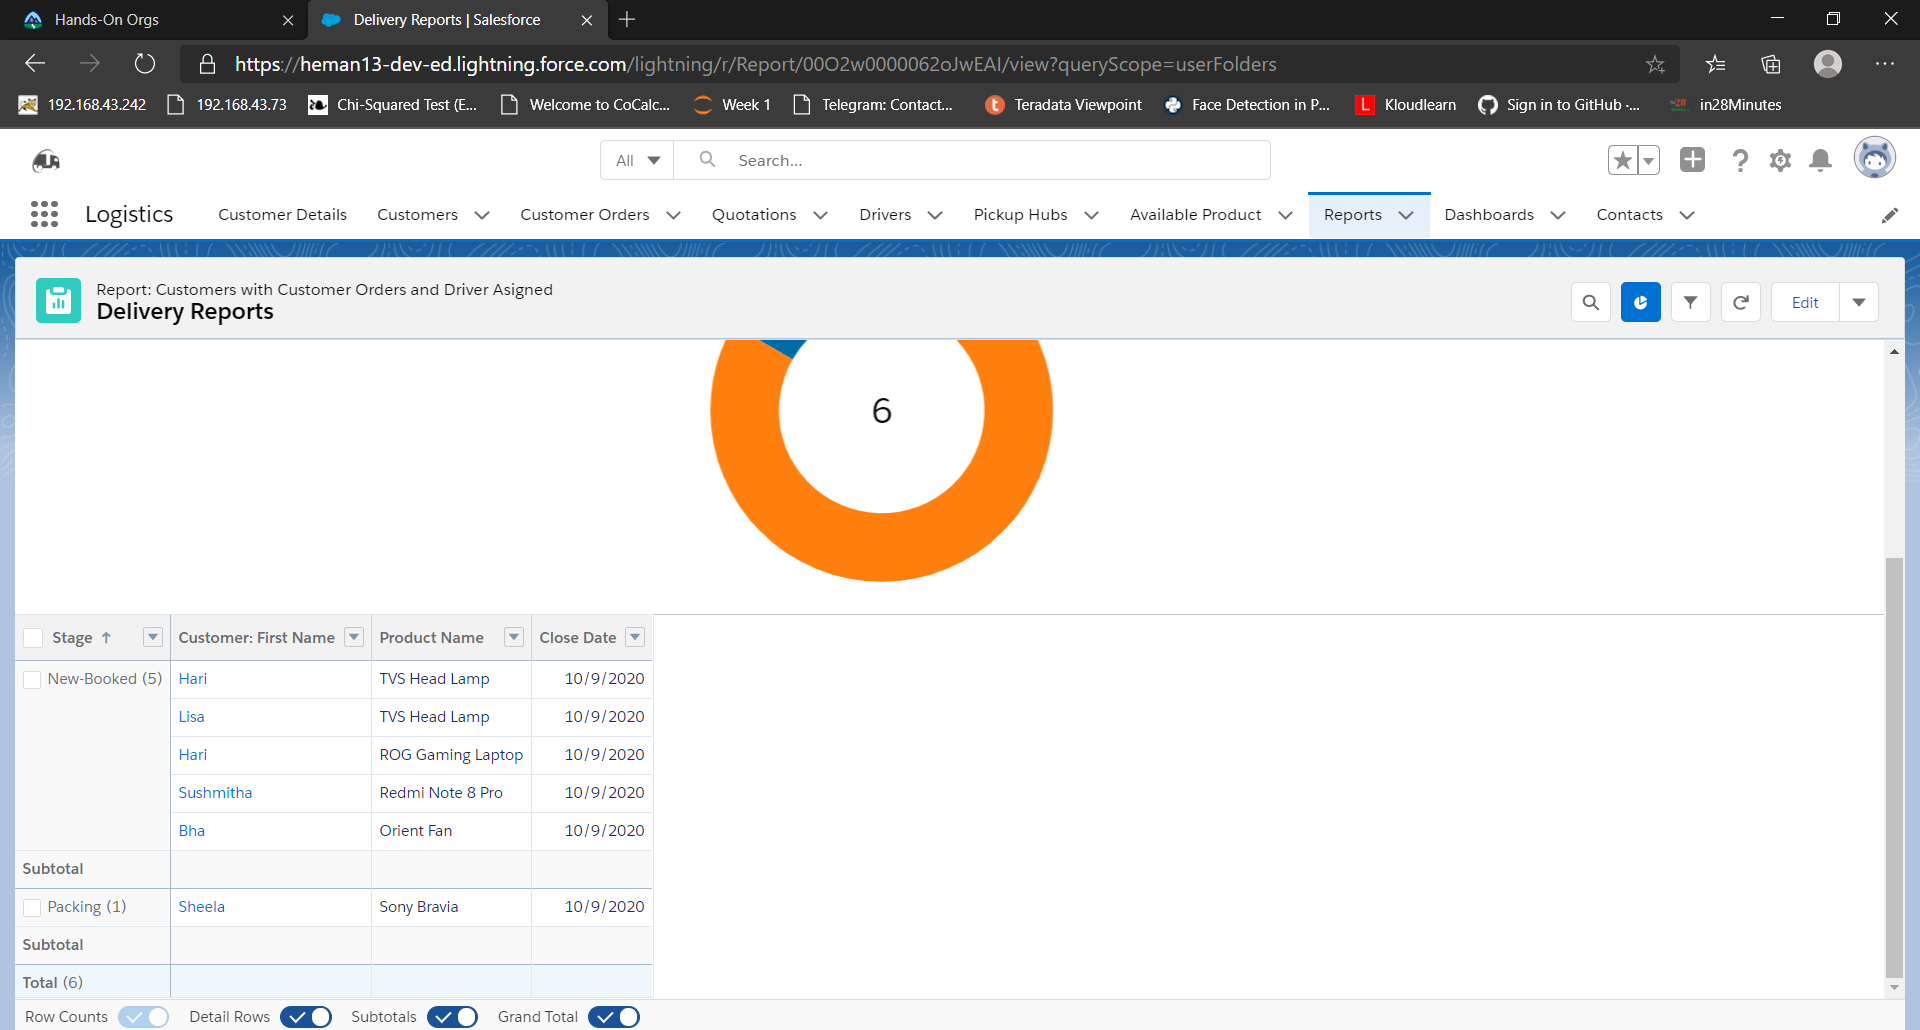 Hands-On Orgs
Delivery Reports | Salesforce
https://heman13-dev-ed.lightning.force.com/lightning/r/Report/00O2w0000062oJwEAI/view?queryScope=userFolders
192.168.43.242 192.168.43.73 Chi-Squared Test (E... Welcome to CoCalc... Week 1 Telegram: Contact... Teradata Viewpoint Face Detection in P... L Kloudlearn Sign in to GitHub ·... in28Minutes
All Search...
Logistics Customer Details Customers Customer Orders Quotations Drivers Pickup Hubs Available Product Reports Dashboards Contacts
Report: Customers with Customer Orders and Driver Asigned
Delivery Reports
Edit
6
Stage ↑ Customer: First Name Product Name Close Date
New-Booked (5) Hari TVS Head Lamp 10/9/2020
Lisa TVS Head Lamp 10/9/2020
Hari ROG Gaming Laptop 10/9/2020
Sushmitha Redmi Note 8 Pro 10/9/2020
Bha Orient Fan 10/9/2020
Subtotal
Packing (1) Sheela Sony Bravia 10/9/2020
Subtotal
Total (6)
Row Counts Detail Rows Subtotals Grand Total